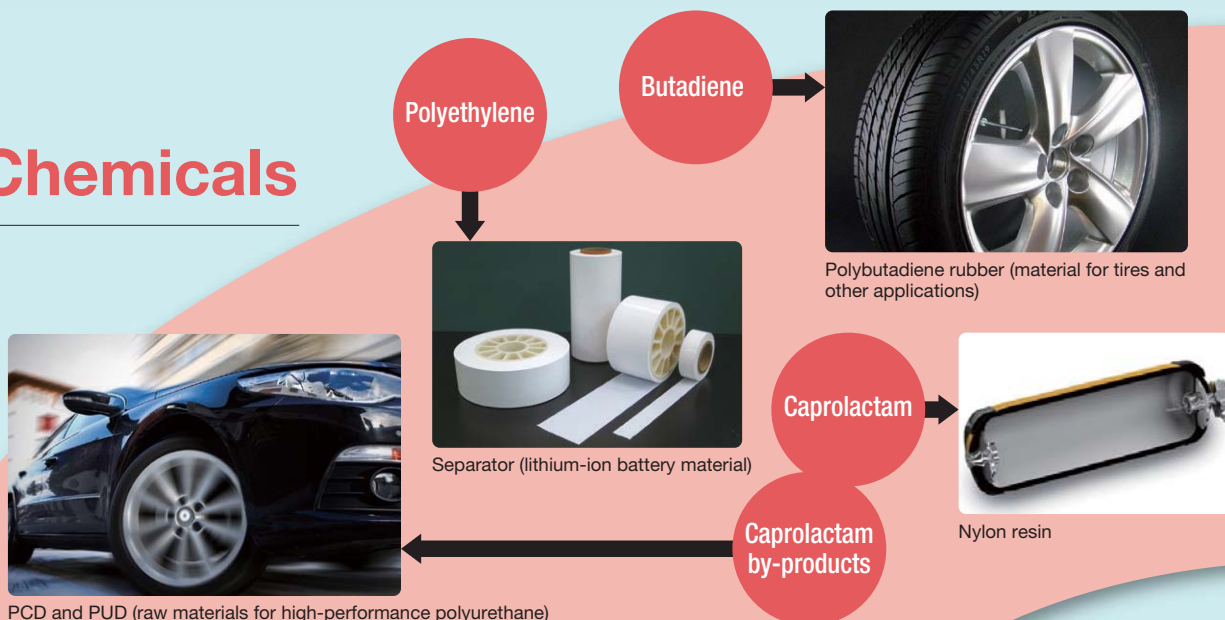 Chemicals
Polyethylene
Butadiene
Polybutadiene rubber (material for tires and
other applications)
Separator (lithium-ion battery material)
Caprolactam
Nylon resin
Caprolactam
by-products
PCD and PUD (raw materials for high-performance polyurethane)